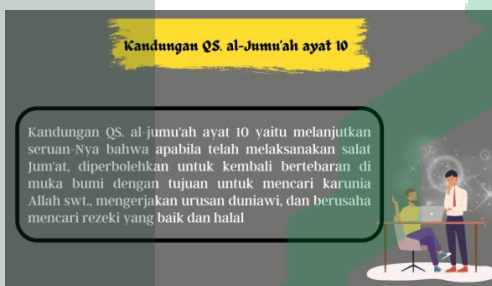 Kandungan QS. al-Jumu'ah ayat 10
Kandungan QS. al-jumu'ah ayat 10 yaitu melanjutkan
seruan-Nya bahwa apabila telah melaksanakan salat
Jum'at, diperbolehkan untuk kembali bertebaran di
muka bumi dengan tujuan untuk mencari karunia
Allah swt., mengerjakan urusan duniawi, dan berusaha
mencari rezeki yang baik dan halal